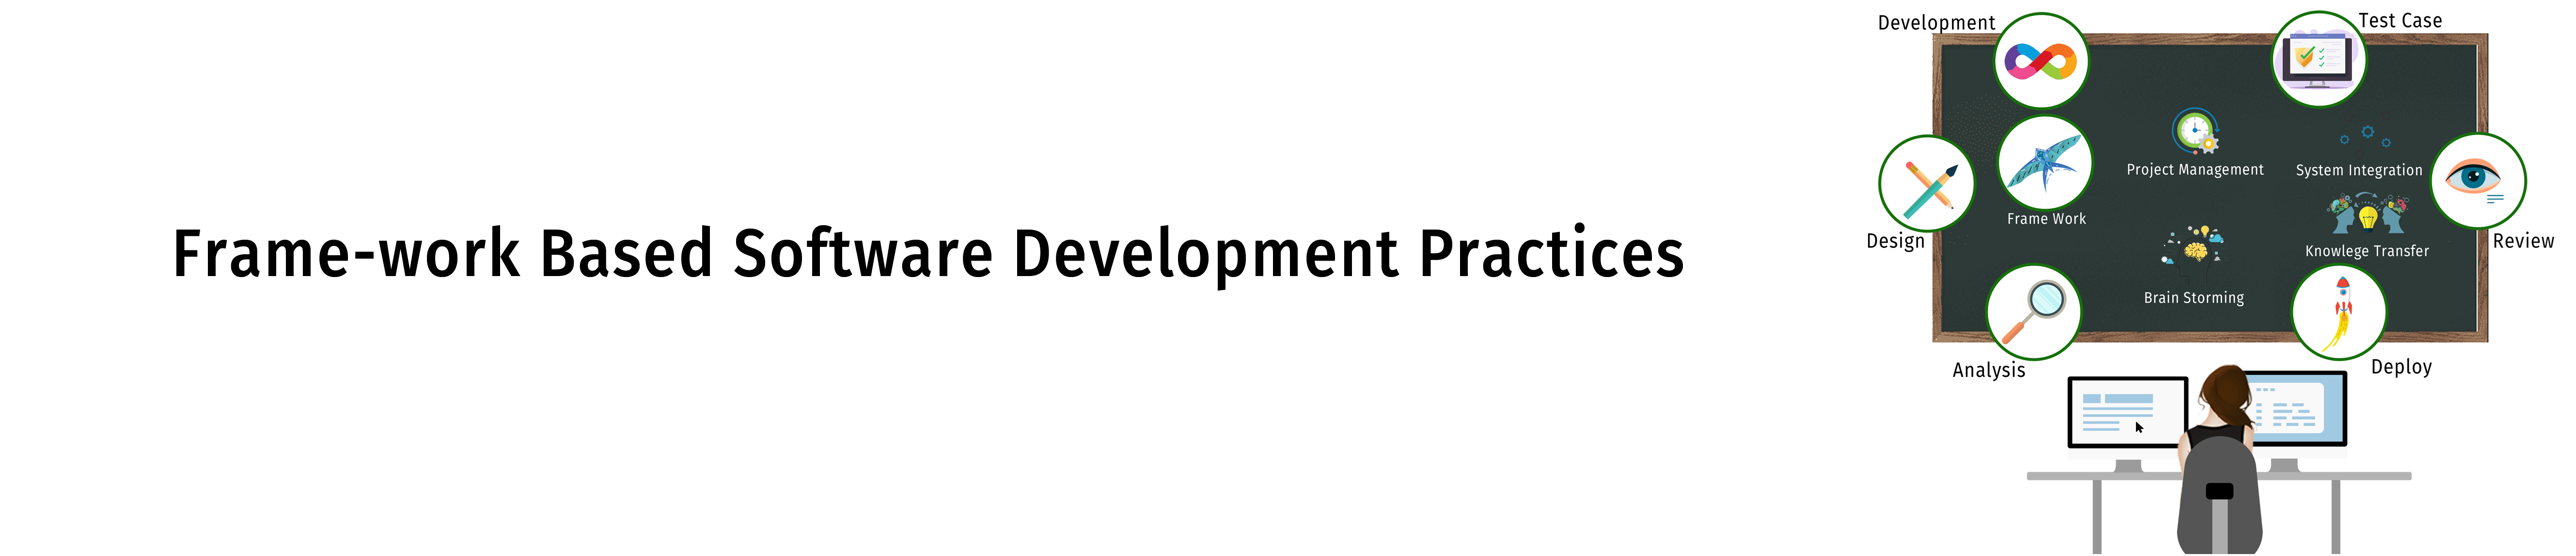 Frame-work Based Software Development Practices
Development
Test Case
Project Management
System Integration
Frame Work
Design
Knowlege Transfer
Review
Brain Storming
Analysis
Deploy